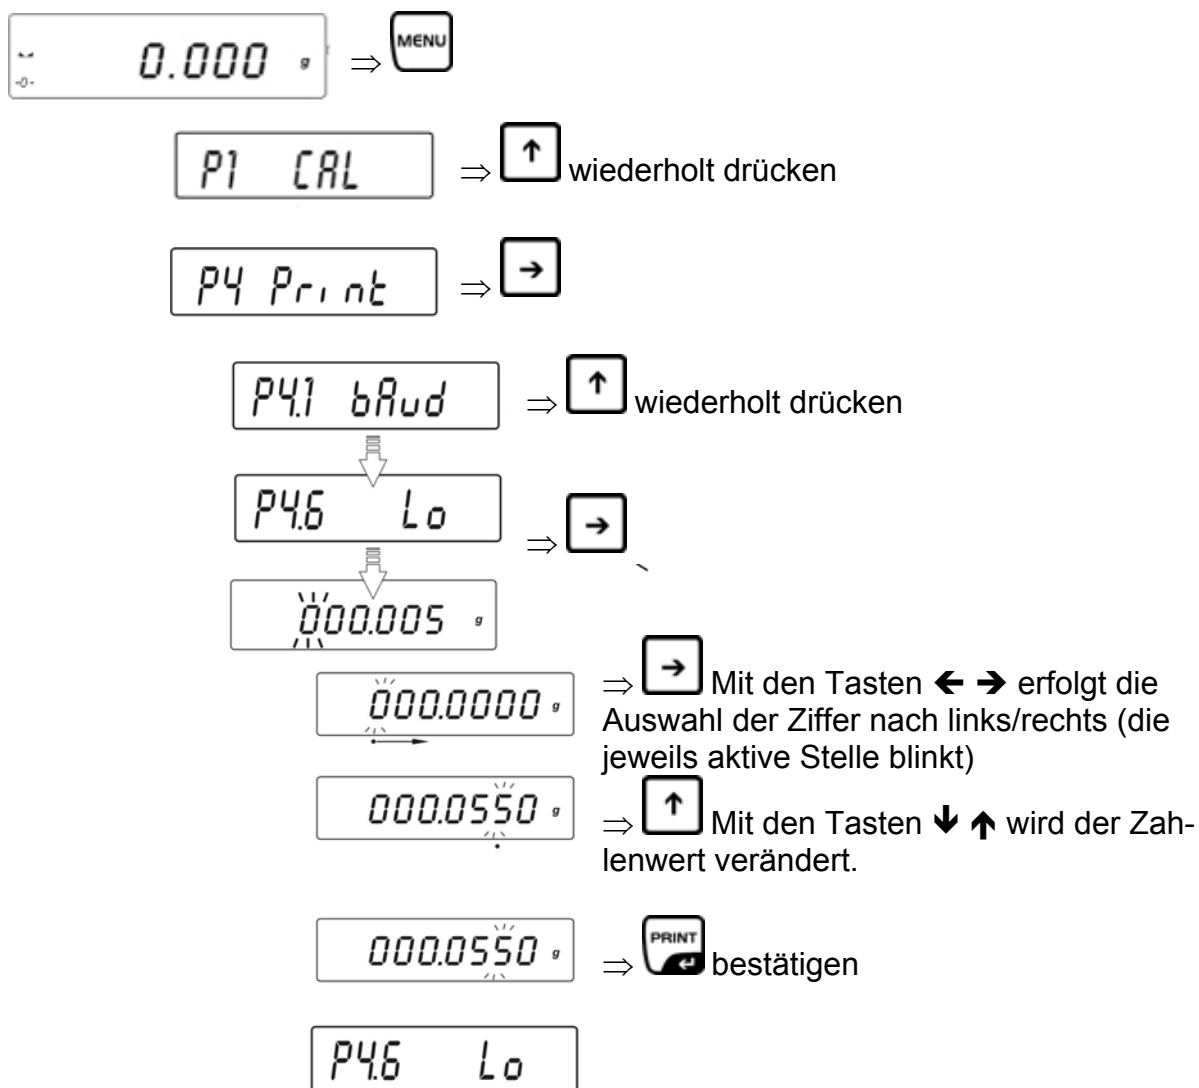 0.000 g ⇒ MENU
-0-
P1 CAL ⇒ ↑ wiederholt drücken
P4 Print ⇒ →
P4.1 bAud ⇒ ↑ wiederholt drücken
P4.6 Lo ⇒ →
000.005 g
000.0000 g ⇒ → Mit den Tasten ← → erfolgt die
Auswahl der Ziffer nach links/rechts (die
jeweils aktive Stelle blinkt)
000.0550 g ⇒ ↑ Mit den Tasten ↓ ↑ wird der Zah-
lenwert verändert.
000.0550 g ⇒ PRINT bestätigen
P4.6 Lo